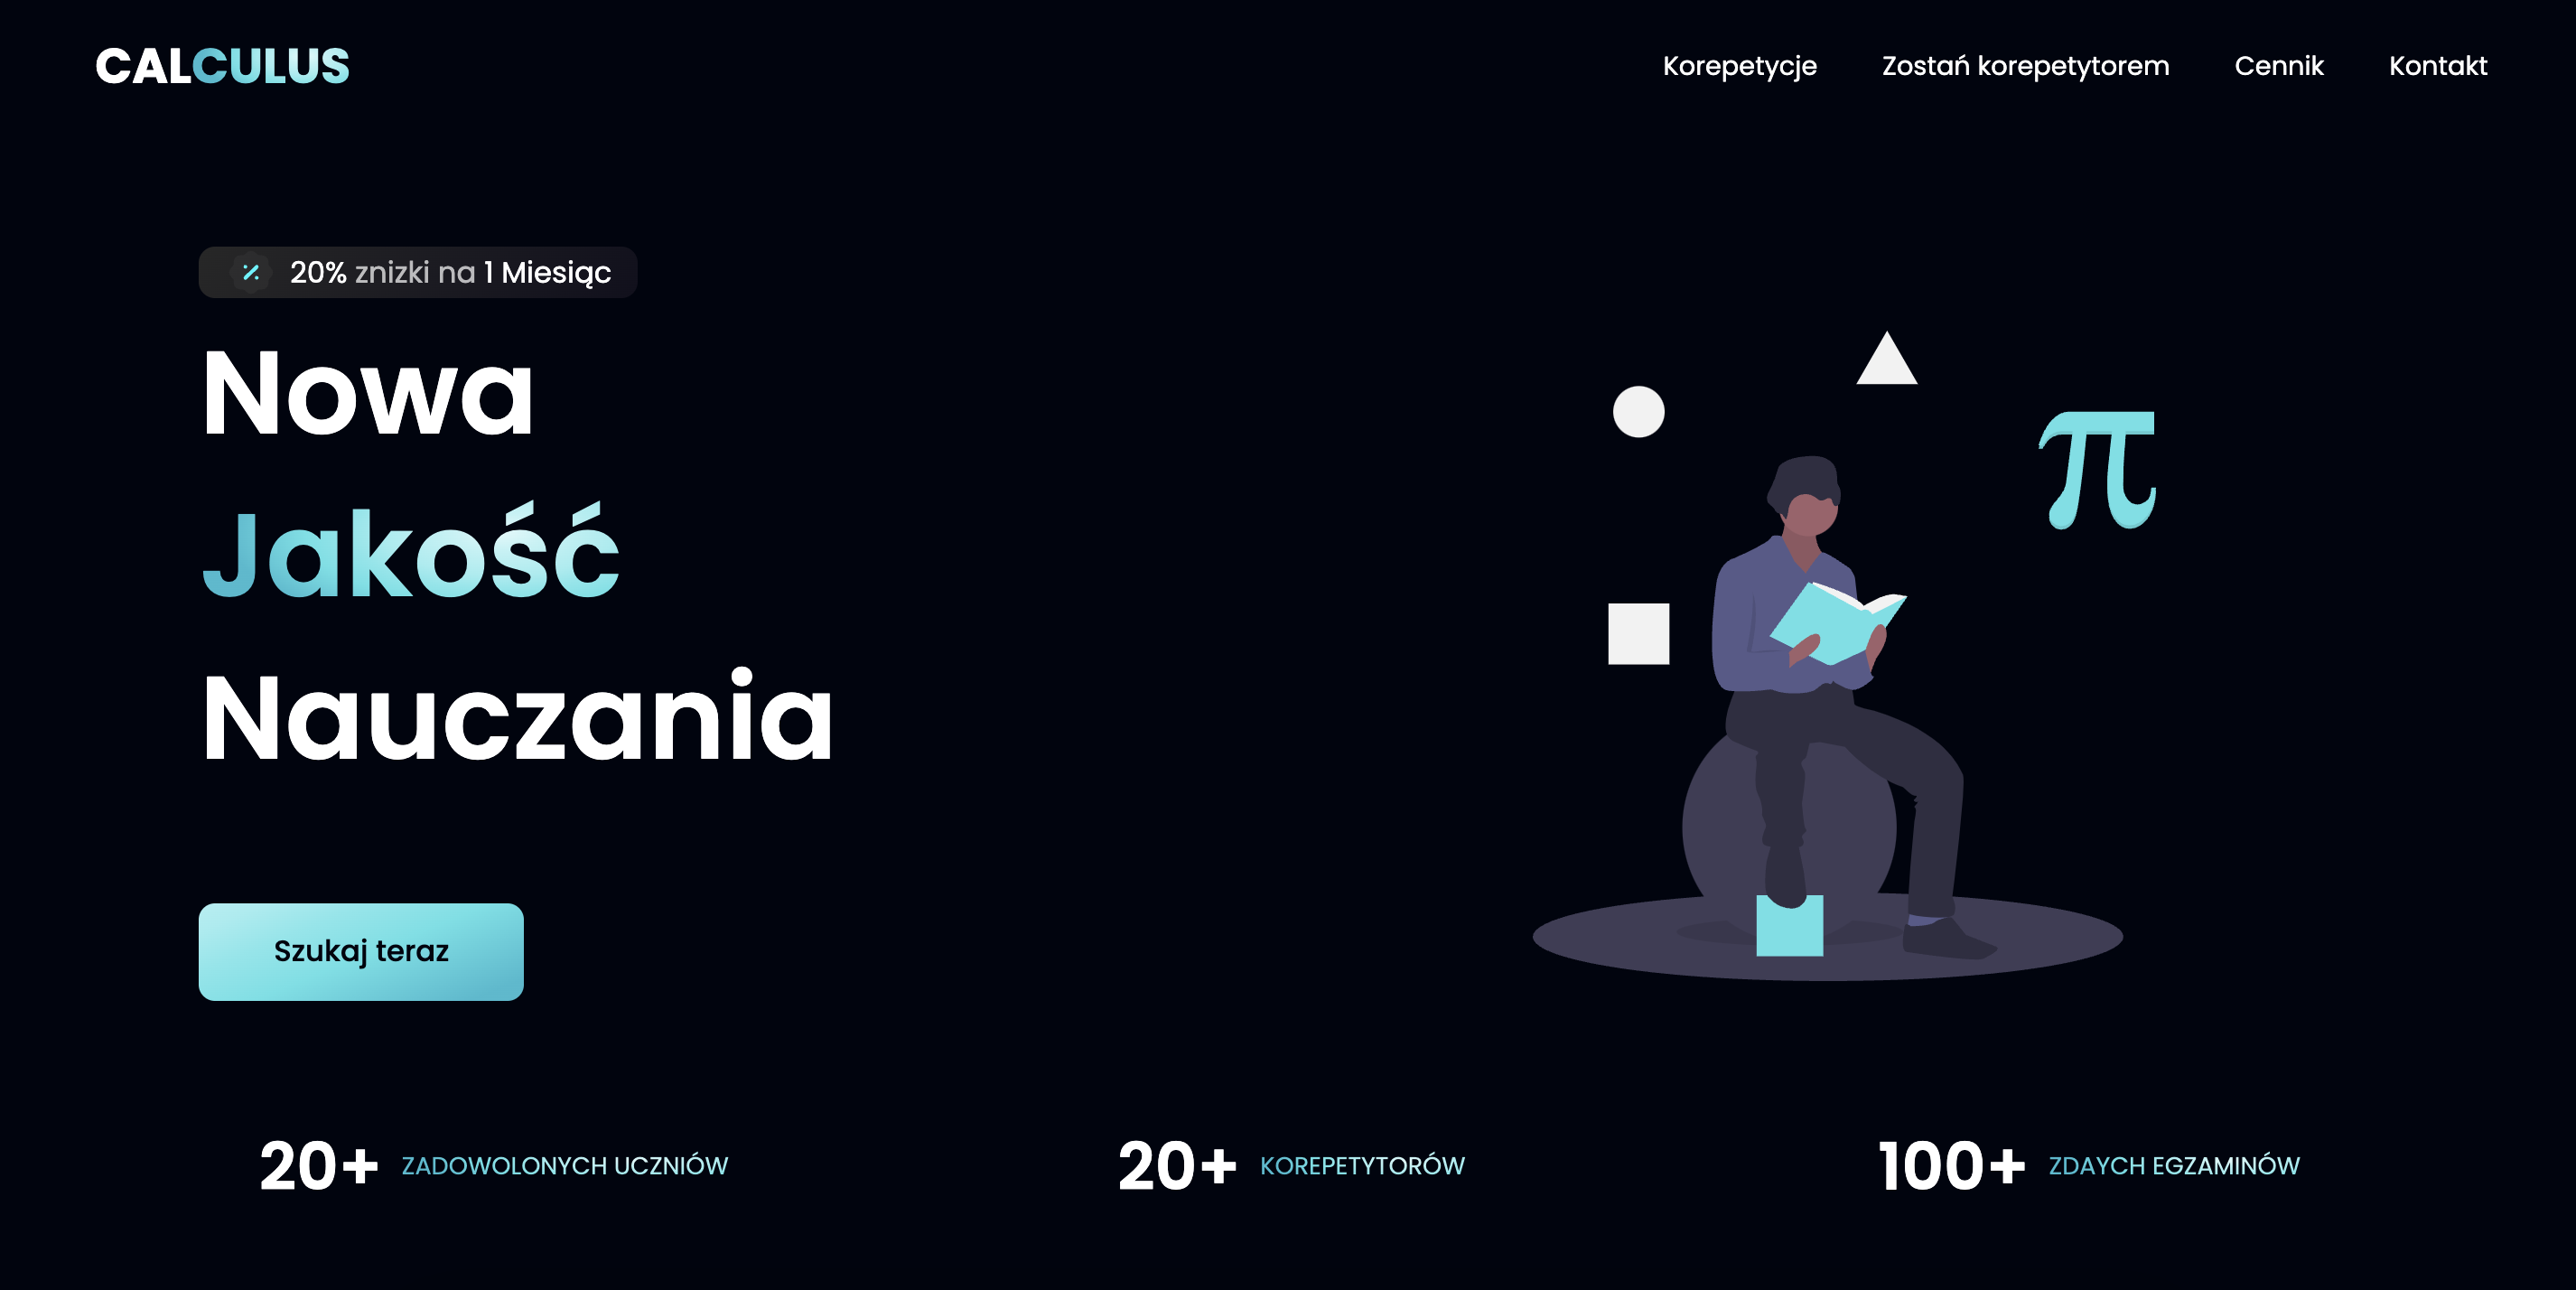 CALCULUS
Korepetycje Zostań korepetytorem Cennik Kontakt
20% znizki na 1 Miesiąc
Nowa
Jakość
Nauczania
π
Szukaj teraz
20+ ZADOWOLONYCH UCZNIÓW
20+ KOREPETYTORÓW
100+ ZDAYCH EGZAMINÓW